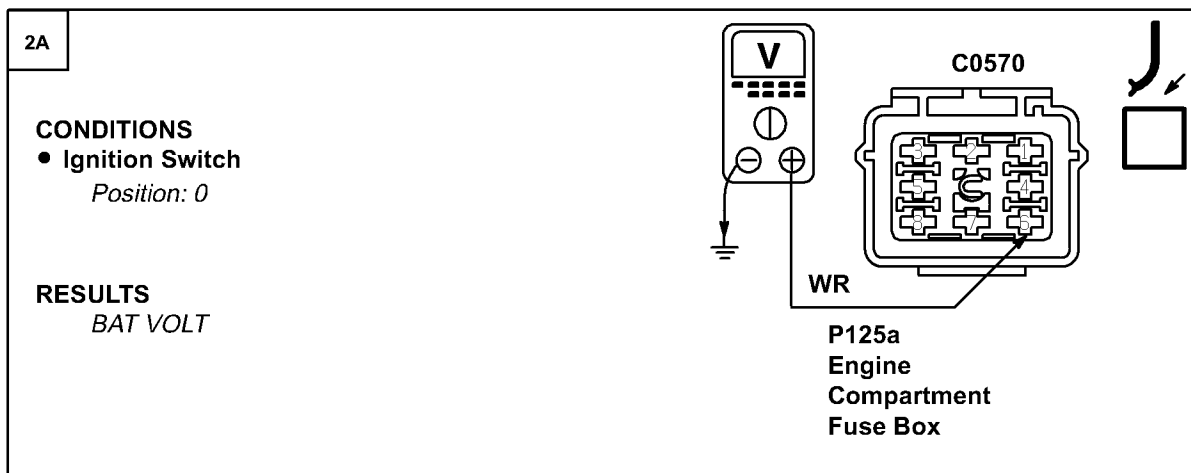 2A
CONDITIONS
● Ignition Switch
Position: 0
RESULTS
BAT VOLT
V
C0570
3 2 1
5 4
8 7 6
WR
P125a
Engine
Compartment
Fuse Box